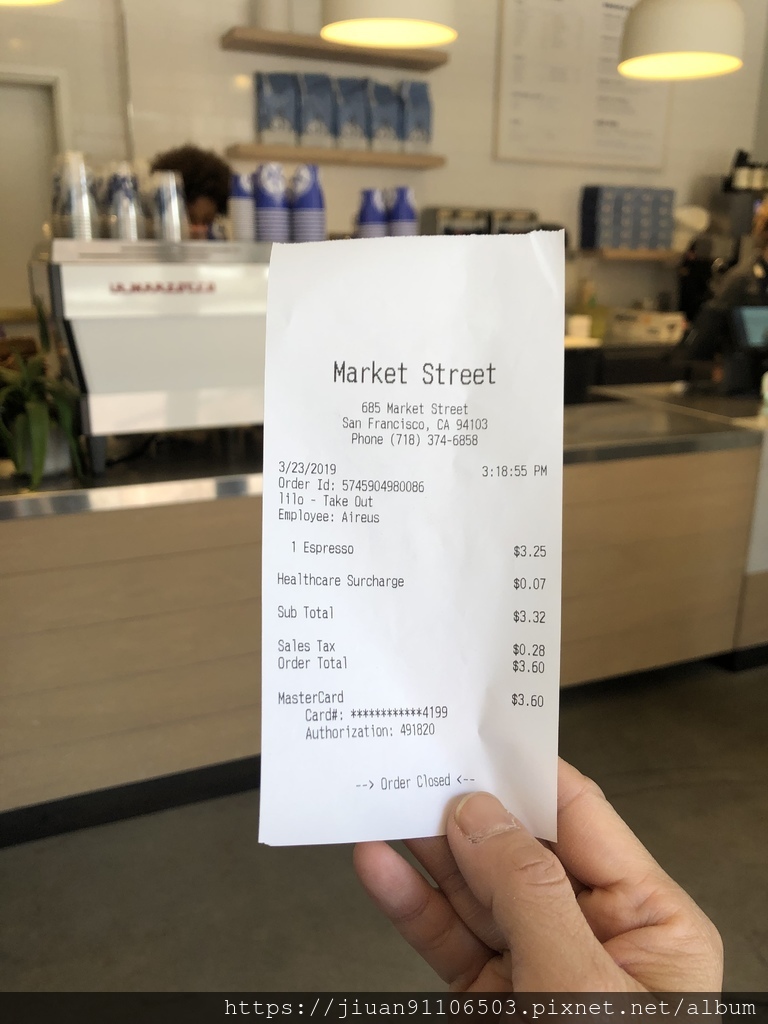 LA MARZOCCO
Market Street
685 Market Street
San Francisco, CA 94103
Phone (718) 374-6858
3/23/2019 3:18:55 PM
Order Id: 5745904980086
lilo - Take Out
Employee: Aireus
1 Espresso $3.25
Healthcare Surcharge $0.07
Sub Total $3.32
Sales Tax $0.28
Order Total $3.60
MasterCard $3.60
Card#: ************4199
Authorization: 491820
--> Order Closed <--
https://jiuan91106503.pixnet.net/album